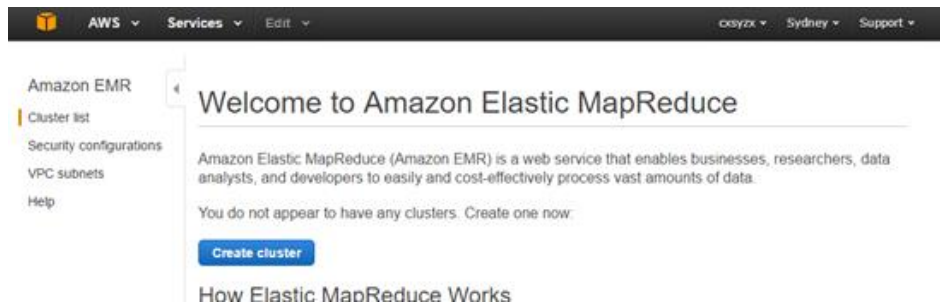 AWS Services Edit cxsyzx Sydney Support
Amazon EMR
Cluster list
Security configurations
VPC subnets
Help
Welcome to Amazon Elastic MapReduce
Amazon Elastic MapReduce (Amazon EMR) is a web service that enables businesses, researchers, data
analysts, and developers to easily and cost-effectively process vast amounts of data.
You do not appear to have any clusters. Create one now:
Create cluster
How Elastic MapReduce Works